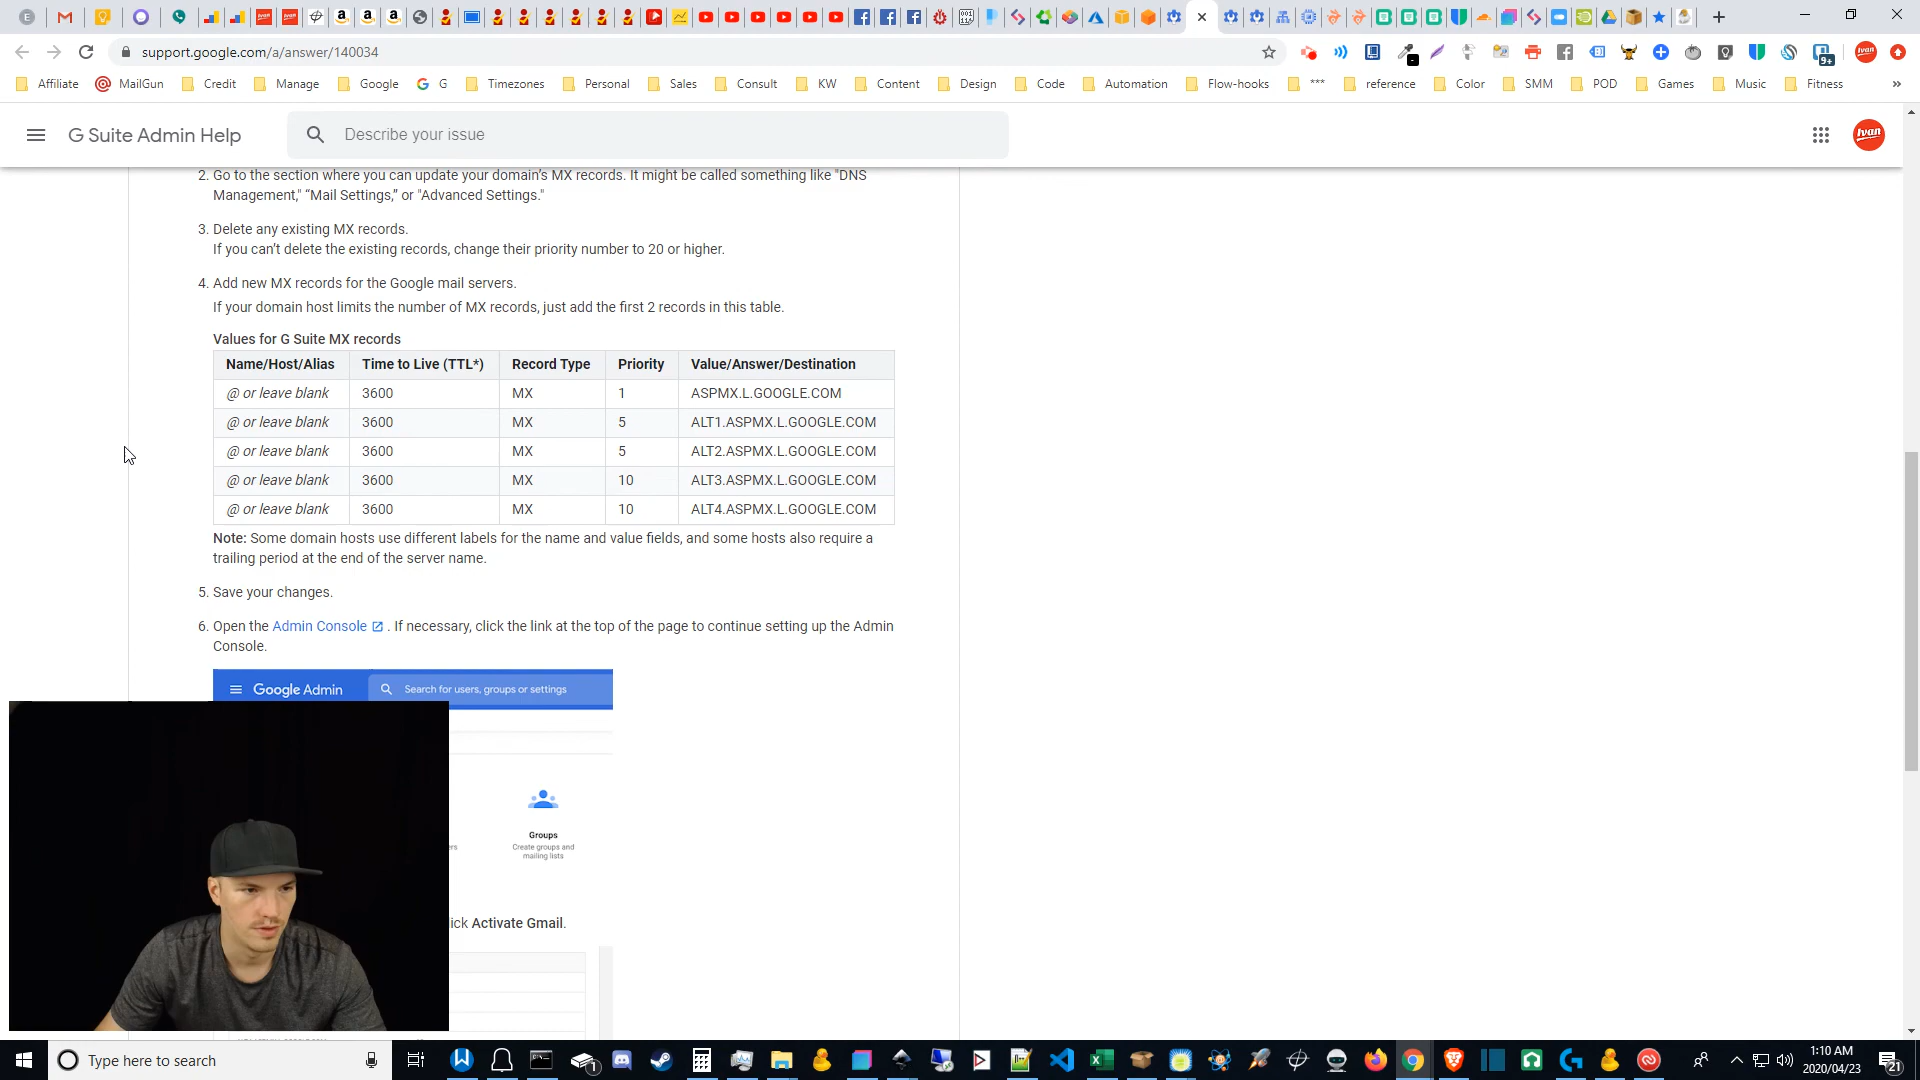 support.google.com/a/answer/140034
9+
Affiliate MailGun Credit Manage Google G Timezones Personal Sales Consult KW Content Design Code Automation Flow-hooks *** reference Color SMM POD Games Music Fitness »
G Suite Admin Help
Describe your issue
Ivan
2. Go to the section where you can update your domain's MX records. It might be called something like "DNS
Management," “Mail Settings,” or "Advanced Settings."
3. Delete any existing MX records.
If you can’t delete the existing records, change their priority number to 20 or higher.
4. Add new MX records for the Google mail servers.
If your domain host limits the number of MX records, just add the first 2 records in this table.
Values for G Suite MX records
Name/Host/Alias Time to Live (TTL*) Record Type Priority Value/Answer/Destination
@ or leave blank 3600 MX 1 ASPMX.L.GOOGLE.COM
@ or leave blank 3600 MX 5 ALT1.ASPMX.L.GOOGLE.COM
@ or leave blank 3600 MX 5 ALT2.ASPMX.L.GOOGLE.COM
@ or leave blank 3600 MX 10 ALT3.ASPMX.L.GOOGLE.COM
@ or leave blank 3600 MX 10 ALT4.ASPMX.L.GOOGLE.COM
Note: Some domain hosts use different labels for the name and value fields, and some hosts also require a
trailing period at the end of the server name.
5. Save your changes.
6. Open the Admin Console . If necessary, click the link at the top of the page to continue setting up the Admin
Console.
Google Admin Search for users, groups or settings
Groups
Create groups and
mailing lists
ick Activate Gmail.
Type here to search
1:10 AM
2020/04/23
21